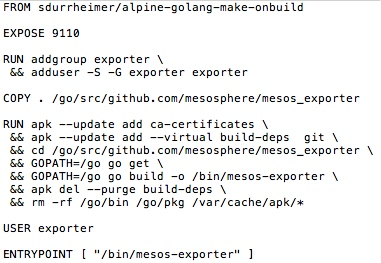 FROM sdurrheimer/alpine-golang-make-onbuild
EXPOSE 9110
RUN addgroup exporter \
 && adduser -S -G exporter exporter
COPY . /go/src/github.com/mesosphere/mesos_exporter
RUN apk --update add ca-certificates \
 && apk --update add --virtual build-deps  git \
 && cd /go/src/github.com/mesosphere/mesos_exporter \
 && GOPATH=/go go get \
 && GOPATH=/go go build -o /bin/mesos-exporter \
 && apk del --purge build-deps \
 && rm -rf /go/bin /go/pkg /var/cache/apk/*
USER exporter
ENTRYPOINT [ "/bin/mesos-exporter" ]